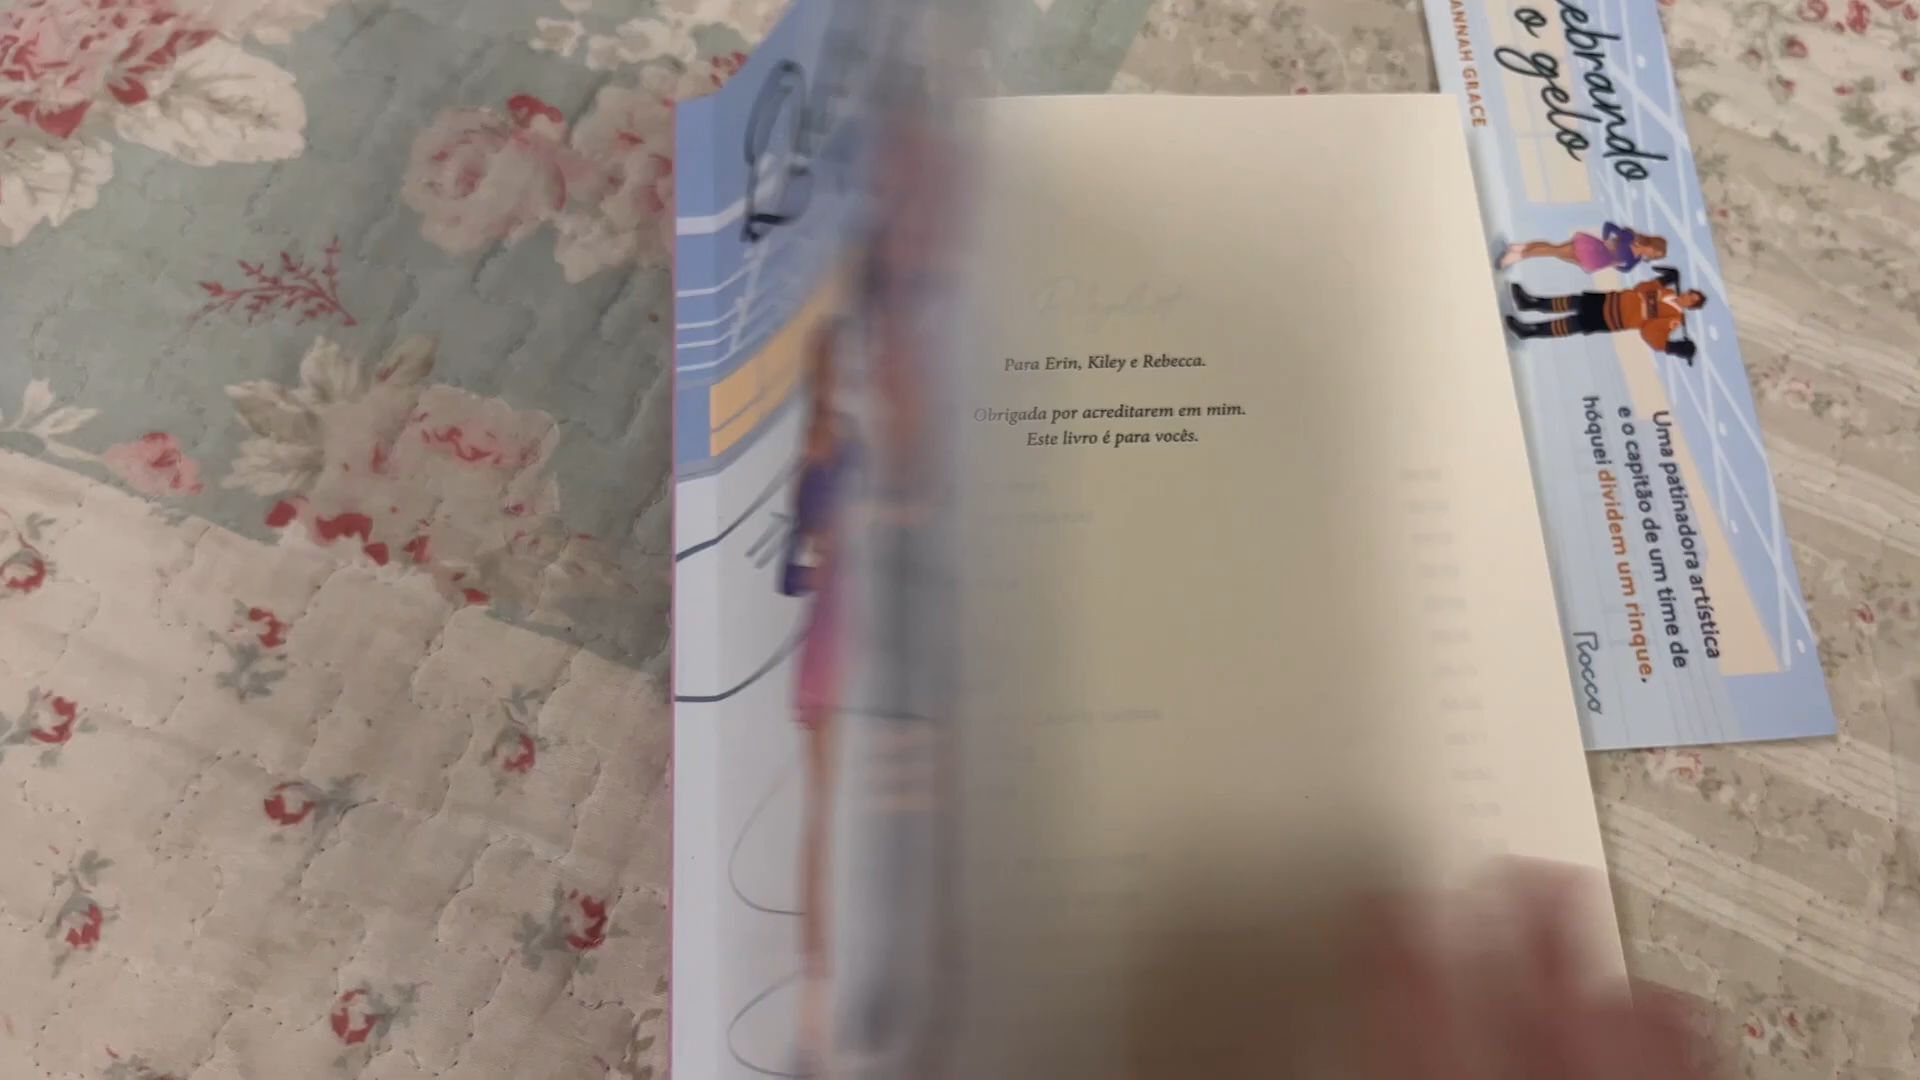 Para Erin, Kiley e Rebecca.
Obrigada por acreditarem em mim.
Este livro é para vocês.
ebrando
o gelo
ANNAH GRACE
Uma patinadora artística
e o capitão de um time de
hóquei dividem um rinque.
Rocco